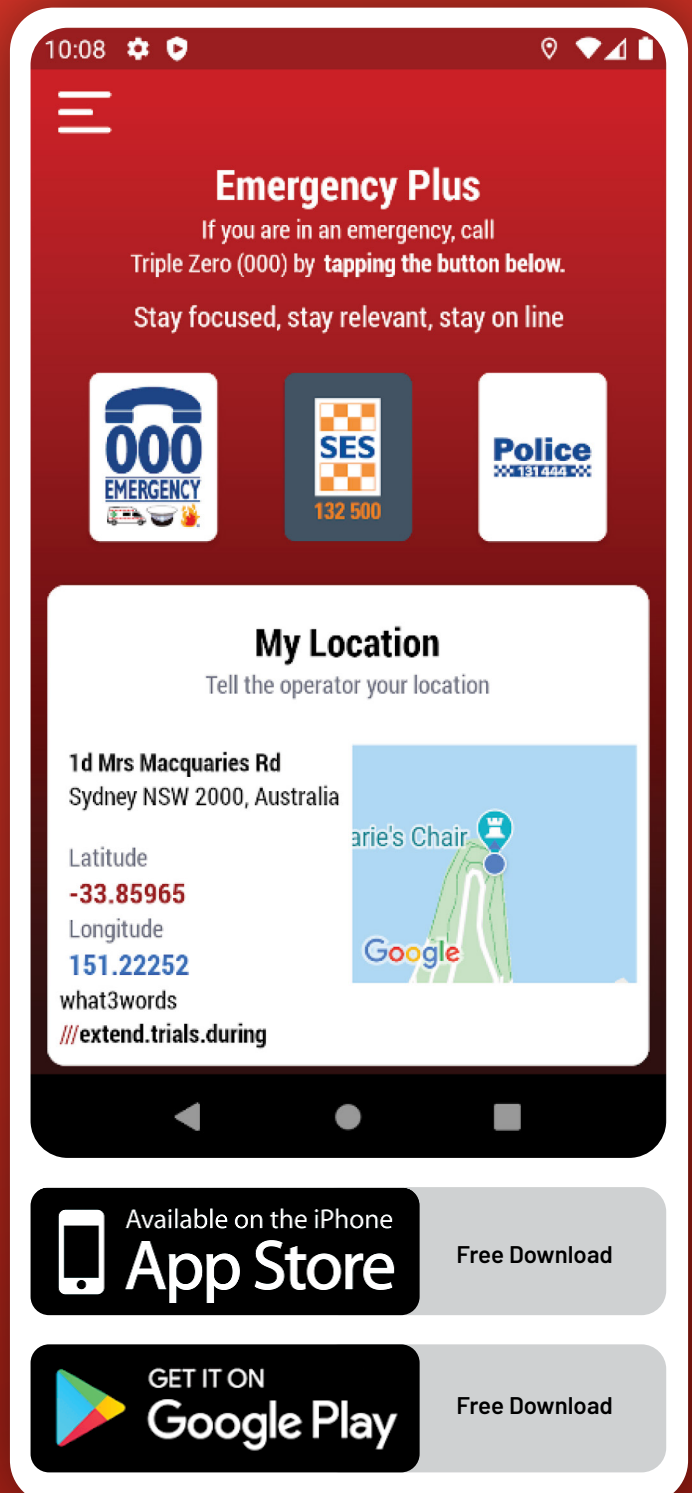 10:08
Emergency Plus
If you are in an emergency, call
Triple Zero (000) by tapping the button below.
Stay focused, stay relevant, stay on line
000
EMERGENCY
SES
132 500
Police
131444
My Location
Tell the operator your location
1d Mrs Macquaries Rd
Sydney NSW 2000, Australia
Latitude
-33.85965
Longitude
151.22252
what3words
///extend.trials.during
arie's Chair
Google
Available on the iPhone
App Store
Free Download
GET IT ON
Google Play
Free Download